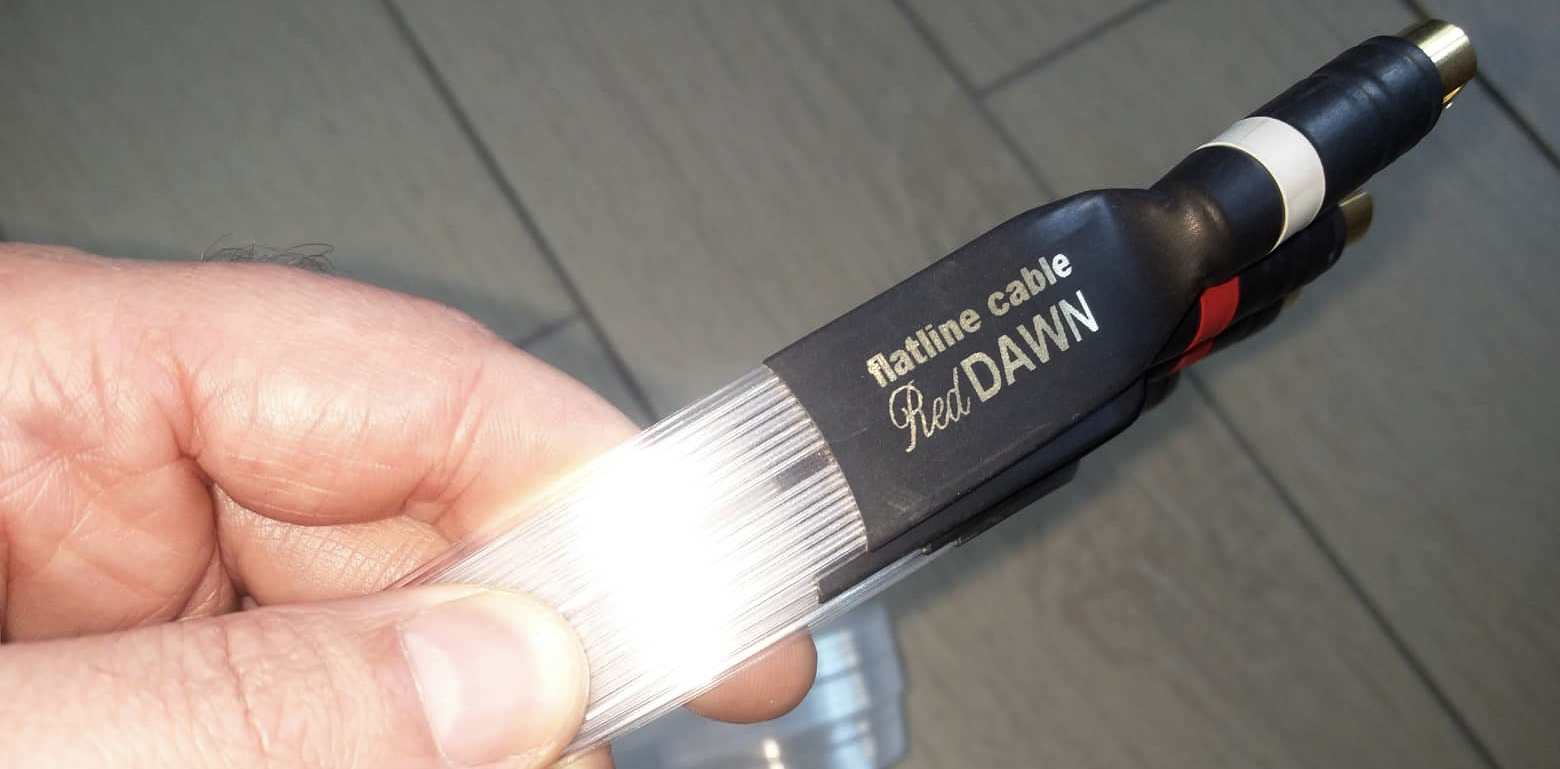 flatline cable
Red DAWN